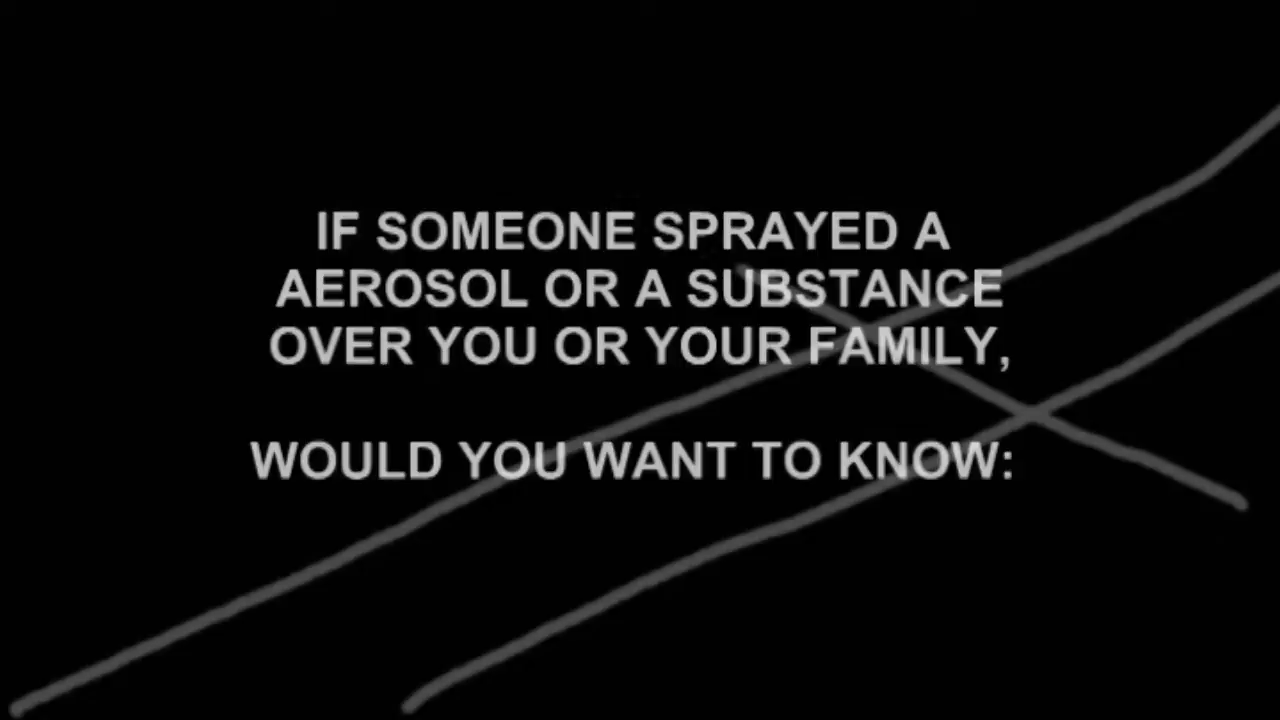 IF SOMEONE SPRAYED A
AEROSOL OR A SUBSTANCE
OVER YOU OR YOUR FAMILY,
WOULD YOU WANT TO KNOW: